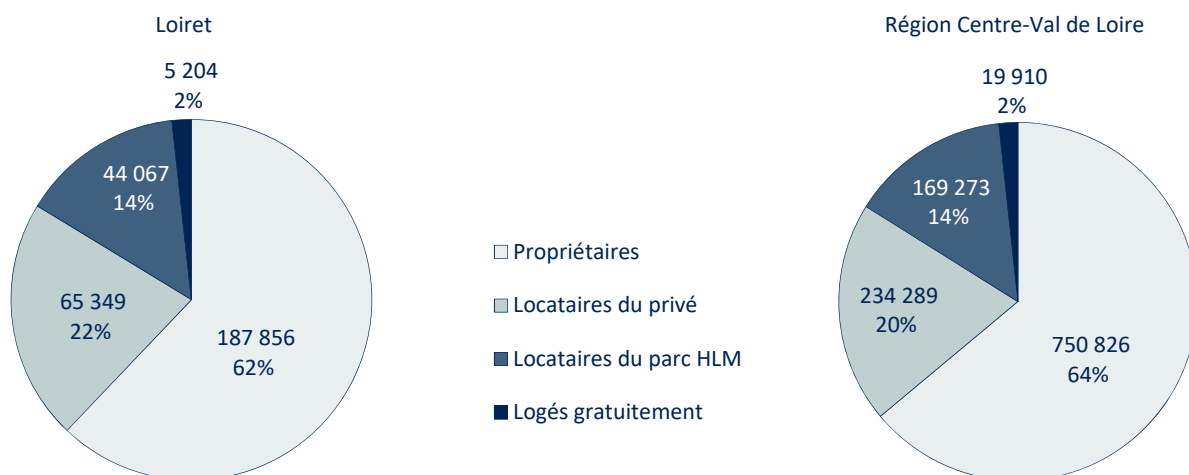 Loiret
5 204
2%
44 067
14%
65 349
22%
187 856
62%
Propriétaires
Locataires du privé
Locataires du parc HLM
Logés gratuitement
Région Centre-Val de Loire
19 910
2%
169 273
14%
234 289
20%
750 826
64%